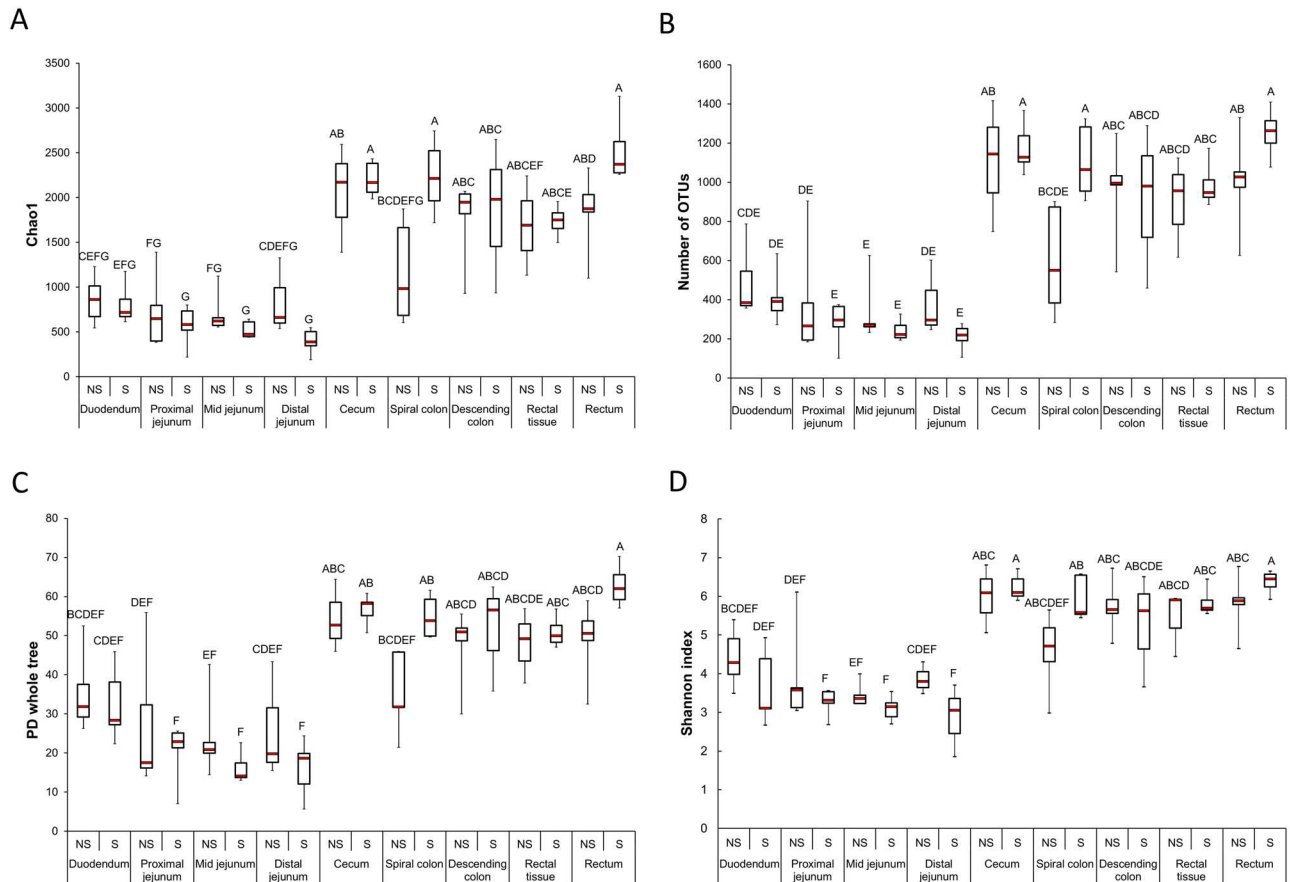 A
Chao1
3500
3000
2500
2000
1500
1000
500
0
CEFG EFG FG G FG G CDEFG G AB A BCDEFG A ABC ABC ABCEF ABCE ABD A
NS S NS S NS S NS S NS S NS S NS S NS S NS S
Duodendum Proximal jejunum Mid jejunum Distal jejunum Cecum Spiral colon Descending colon Rectal tissue Rectum
B
Number of OTUs
1600
1400
1200
1000
800
600
400
200
0
CDE DE DE E E E DE E AB A BCDE A ABC ABCD ABCD ABC AB A
NS S NS S NS S NS S NS S NS S NS S NS S NS S
Duodendum Proximal jejunum Mid jejunum Distal jejunum Cecum Spiral colon Descending colon Rectal tissue Rectum
C
PD whole tree
80
70
60
50
40
30
20
10
0
BCDEF CDEF DEF F EF F CDEF F ABC AB BCDEF AB ABCD ABCD ABCDE ABC ABCD A
NS S NS S NS S NS S NS S NS S NS S NS S NS S
Duodendum Proximal jejunum Mid jejunum Distal jejunum Cecum Spiral colon Descending colon Rectal tissue Rectum
D
Shannon index
8
7
6
5
4
3
2
1
0
BCDEF DEF DEF F EF F CDEF F ABC A ABCDEF AB ABC ABCDE ABCD ABC ABC A
NS S NS S NS S NS S NS S NS S NS S NS S NS S
Duodendum Proximal jejunum Mid jejunum Distal jejunum Cecum Spiral colon Descending colon Rectal tissue Rectum